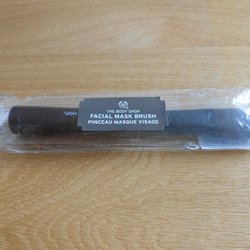 THE BODY SHOP
FACIAL MASK BRUSH
PINCEAU MASQUE VISAGE